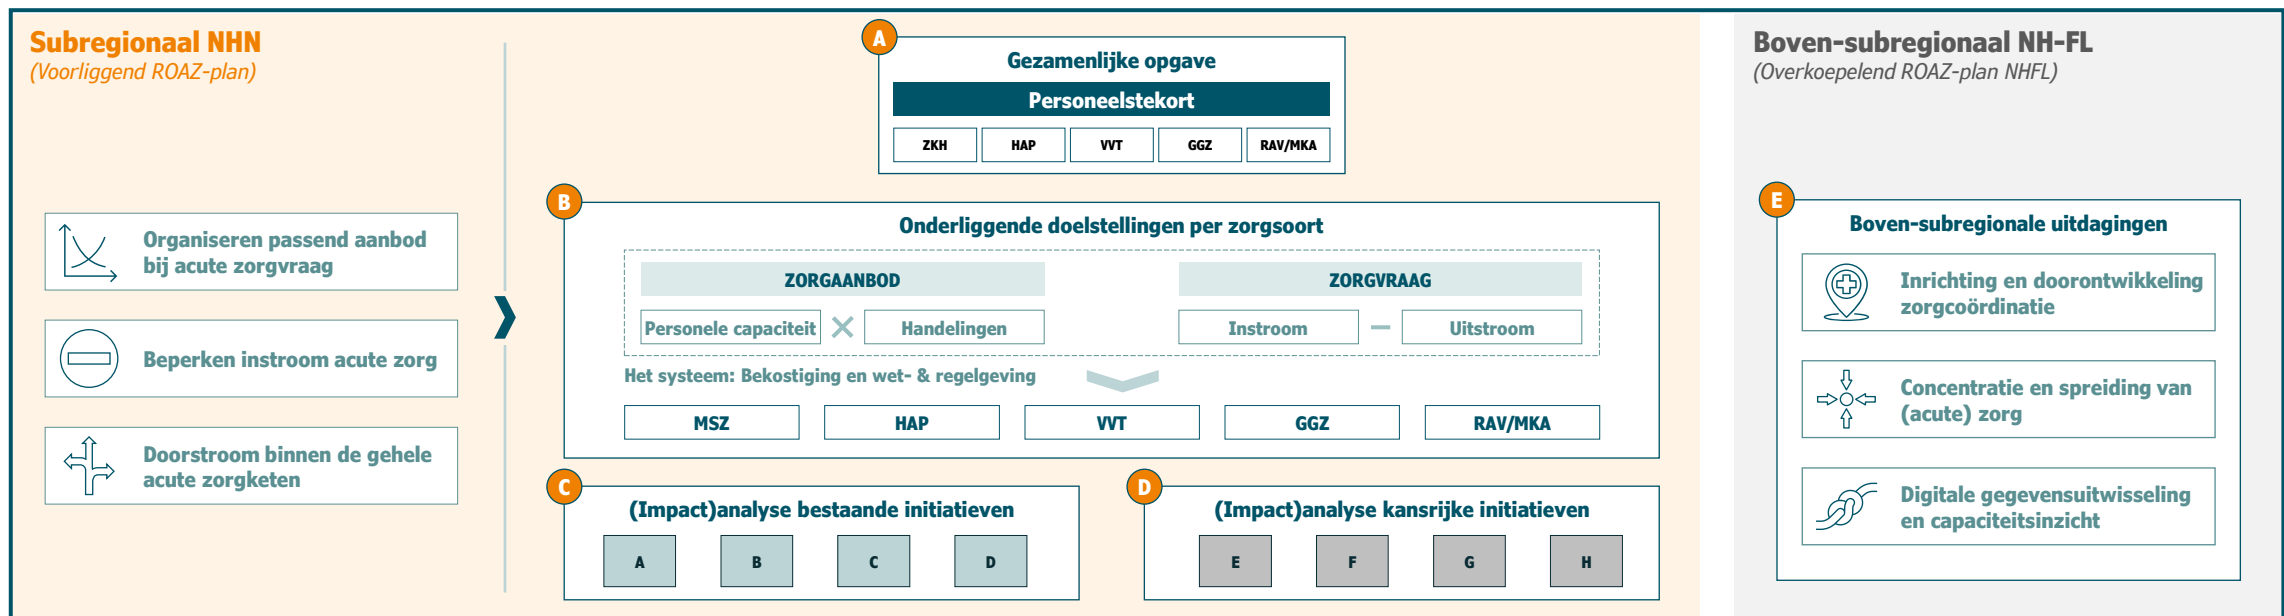 Subregionaal NHN
(Voorliggend ROAZ-plan)
Organiseren passend aanbod
bij acute zorgvraag
Beperken instroom acute zorg
Doorstroom binnen de gehele
acute zorgketen
A
Gezamenlijke opgave
Personeelstekort
ZKH HAP VVT GGZ RAV/MKA
B
Onderliggende doelstellingen per zorgsoort
ZORGAANBOD ZORGVRAAG
Personele capaciteit × Handelingen Instroom – Uitstroom
Het systeem: Bekostiging en wet- & regelgeving
MSZ HAP VVT GGZ RAV/MKA
C
(Impact)analyse bestaande initiatieven
A B C D
D
(Impact)analyse kansrijke initiatieven
E F G H
Boven-subregionaal NH-FL
(Overkoepelend ROAZ-plan NHFL)
E
Boven-subregionale uitdagingen
Inrichting en doorontwikkeling
zorgcoördinatie
Concentratie en spreiding van
(acute) zorg
Digitale gegevensuitwisseling
en capaciteitsinzicht